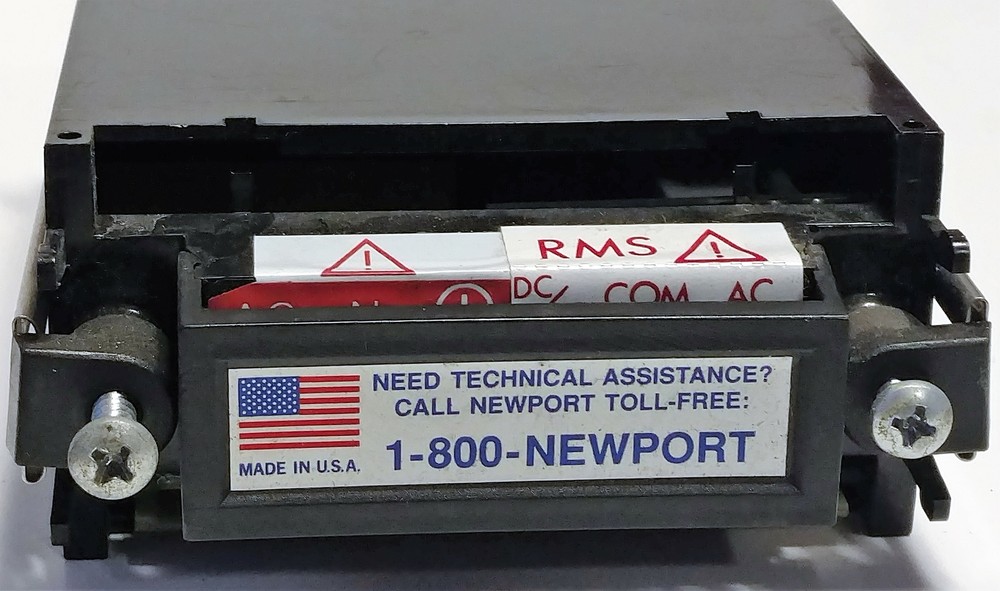 RMS
DC/ COM AC
NEED TECHNICAL ASSISTANCE?
CALL NEWPORT TOLL-FREE:
1-800-NEWPORT
MADE IN U.S.A.